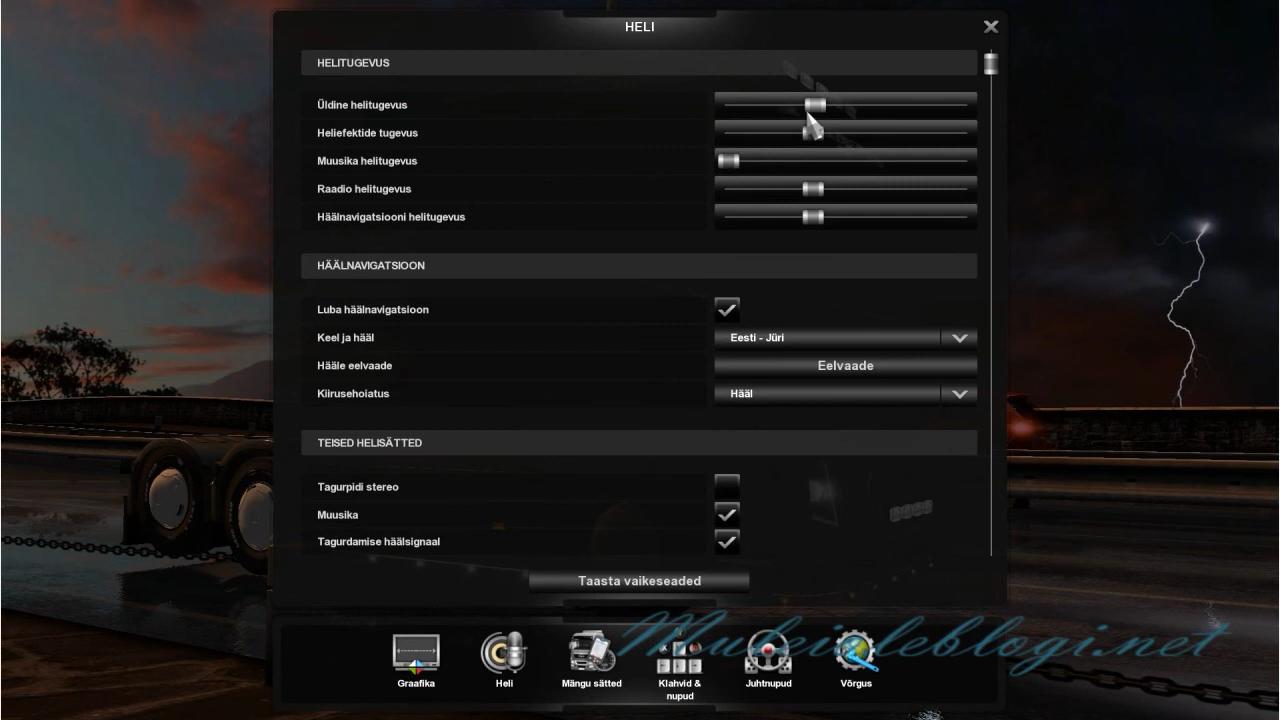 HELI
HELITUGEVUS
Üldine helitugevus
Heliefektide tugevus
Muusika helitugevus
Raadio helitugevus
Häälnavigatsiooni helitugevus
HÄÄLNAVIGATSIOON
Luba häälnavigatsioon
Keel ja hääl
Eesti - Jüri
Hääle eelvaade
Eelvaade
Kiirusehoiatus
Hääl
TEISED HELISÄTTED
Tagurpidi stereo
Muusika
Tagurdamise häälsignaal
Taasta vaikeseaded
Graafika
Heli
Mängu sätted
Klahvid &
nupud
Juhtnupud
Võrgus